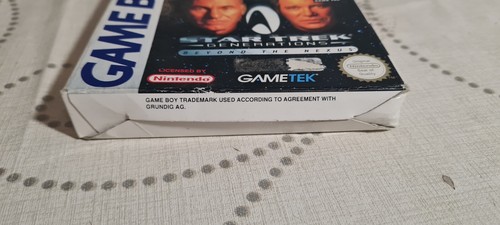 GAME B
STAR TREK
GENERATIONS
BEYOND THE NEXUS
LICENSED BY
Nintendo
GAMETEK
Nintendo
GAME BOY TRADEMARK USED ACCORDING TO AGREEMENT WITH
GRUNDIG AG.